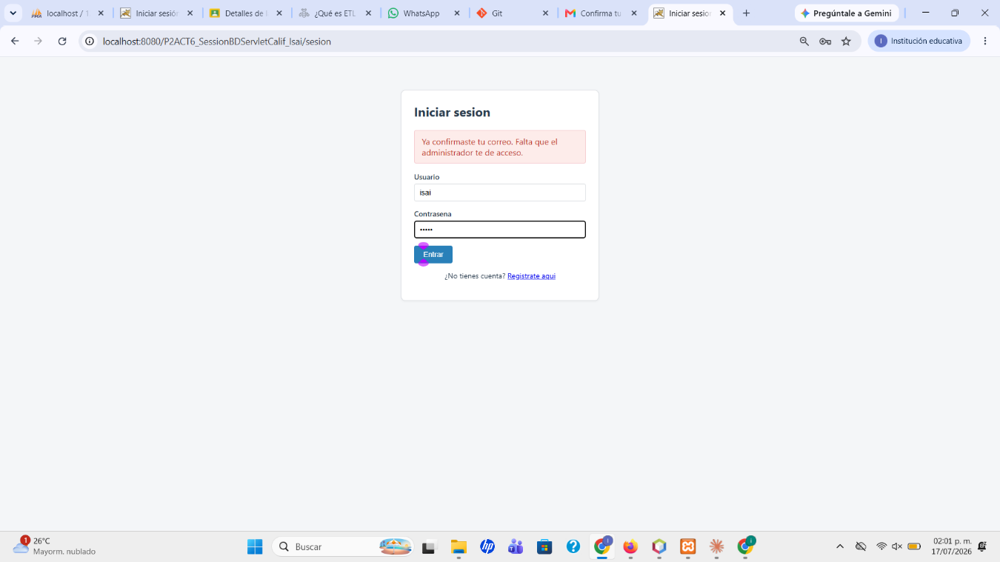 localhost / 1
Iniciar sesión
Detalles de l
¿Qué es ETL
WhatsApp
Git
Confirma tu
Iniciar sesion
Pregúntale a Gemini
localhost:8080/P2ACT6_SessionBDServletCalif_Isai/sesion
I
Institución educativa
Iniciar sesion
Ya confirmaste tu correo. Falta que el
administrador te de acceso.
Usuario
isai
Contrasena
•••••
Entrar
¿No tienes cuenta? Registrate aqui
1
26°C
Mayorm. nublado
Buscar
02:01 p. m.
17/07/2026